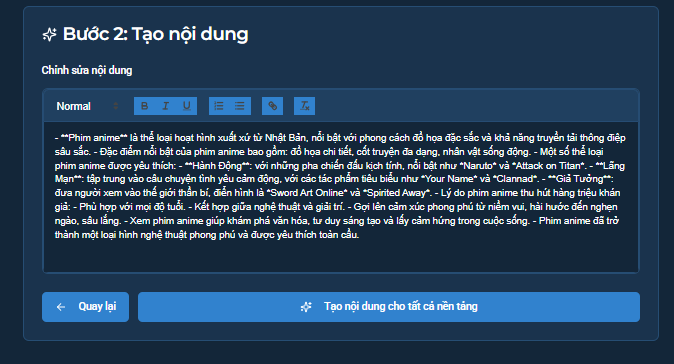 Bước 2: Tạo nội dung
Chỉnh sửa nội dung
Normal B I U
- **Phim anime** là thể loại hoạt hình xuất xứ từ Nhật Bản, nổi bật với phong cách đồ họa đặc sắc và khả năng truyền tải thông điệp
sâu sắc. - Đặc điểm nổi bật của phim anime bao gồm: đồ họa chi tiết, cốt truyện đa dạng, nhân vật sống động. - Một số thể loại
phim anime được yêu thích: - **Hành Động**: với những pha chiến đấu kịch tính, nổi bật như *Naruto* và *Attack on Titan*. - **Lãng
Mạn**: tập trung vào câu chuyện tình yêu cảm động, với các tác phẩm tiêu biểu như *Your Name* và *Clannad*. - **Giả Tưởng**:
đưa người xem vào thế giới thần bí, điển hình là *Sword Art Online* và *Spirited Away*. - Lý do phim anime thu hút hàng triệu khán
giả: - Phù hợp với mọi độ tuổi. - Kết hợp giữa nghệ thuật và giải trí. - Gợi lên cảm xúc phong phú từ niềm vui, hài hước đến nghẹn
ngào, sâu lắng. - Xem phim anime giúp khám phá văn hóa, tư duy sáng tạo và lấy cảm hứng trong cuộc sống. - Phim anime đã trở
thành một loại hình nghệ thuật phong phú và được yêu thích toàn cầu.
Quay lại
Tạo nội dung cho tất cả nền tảng